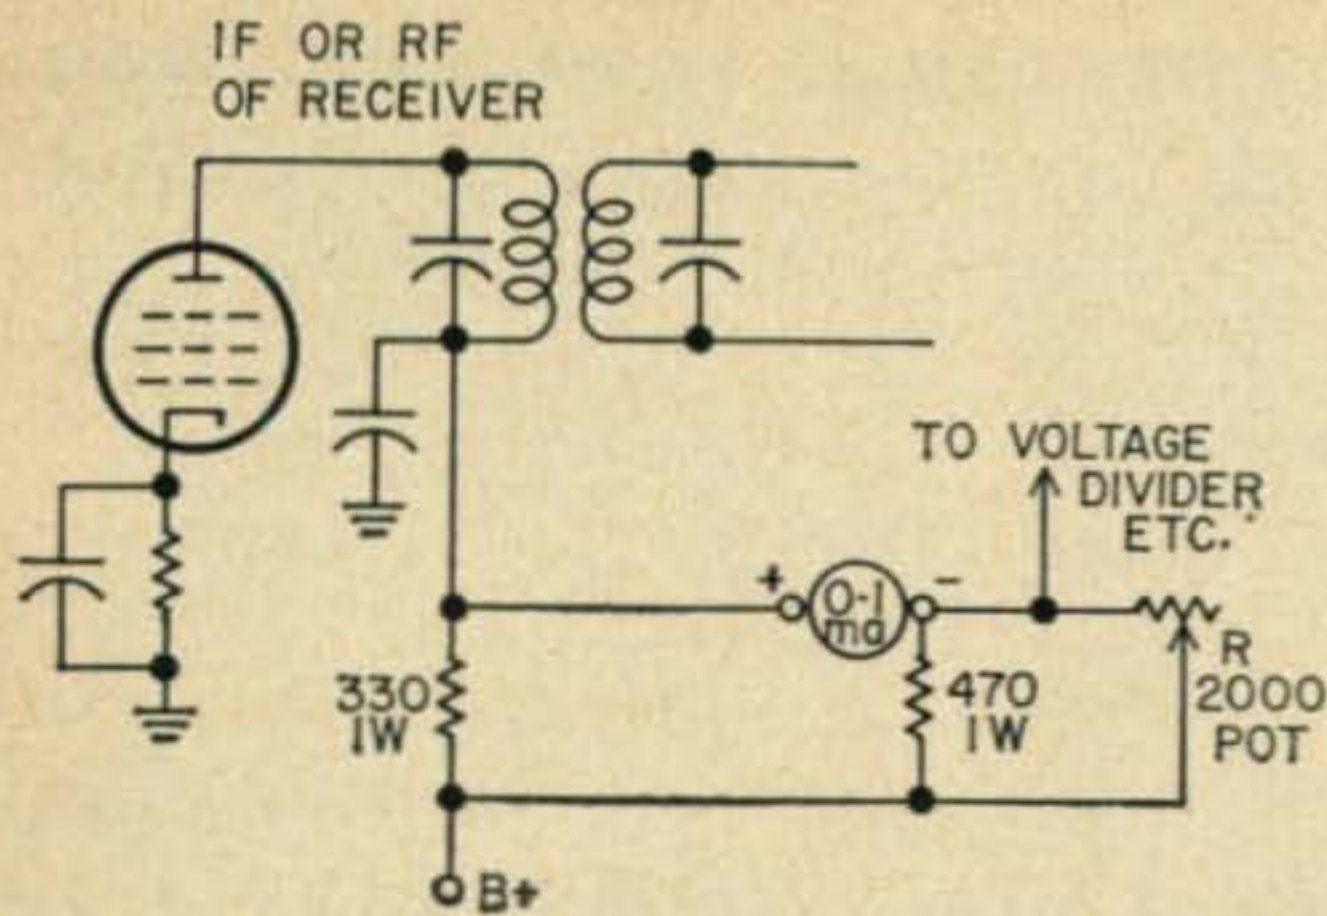 IF OR RF
OF RECEIVER
TO VOLTAGE
DIVIDER
ETC.
+
0-1
ma
-
330
1W
470
1W
R
2000
POT
B+